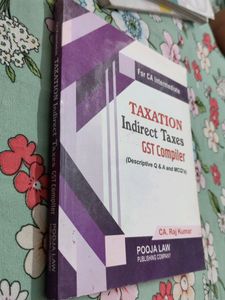 For CA Intermediate
TAXATION
Indirect Taxes
GST Compiler
(Descriptive Q & A and MCQ's)
CA. Raj Kumar
POOJA LAW
PUBLISHING COMPANY
TAXATION Indirect Taxes GST Compiler
POOJA LAW